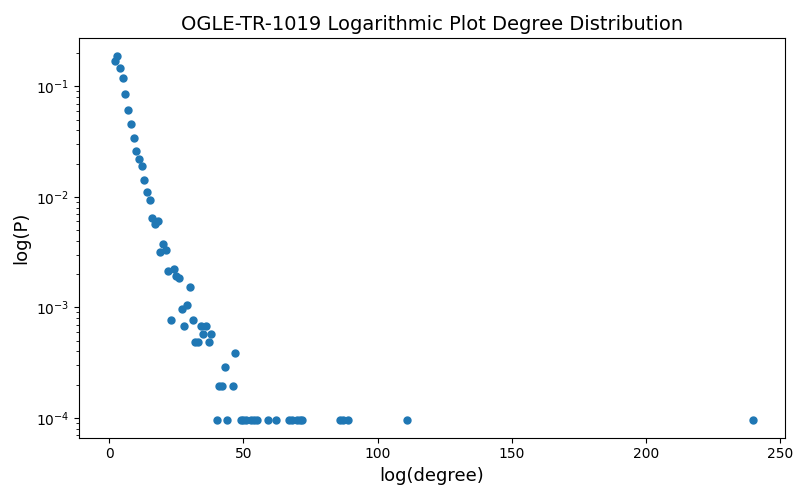 OGLE-TR-1019 Logarithmic Plot Degree Distribution
log(P)
10⁻¹
10⁻²
10⁻³
10⁻⁴
0 50 100 150 200 250
log(degree)